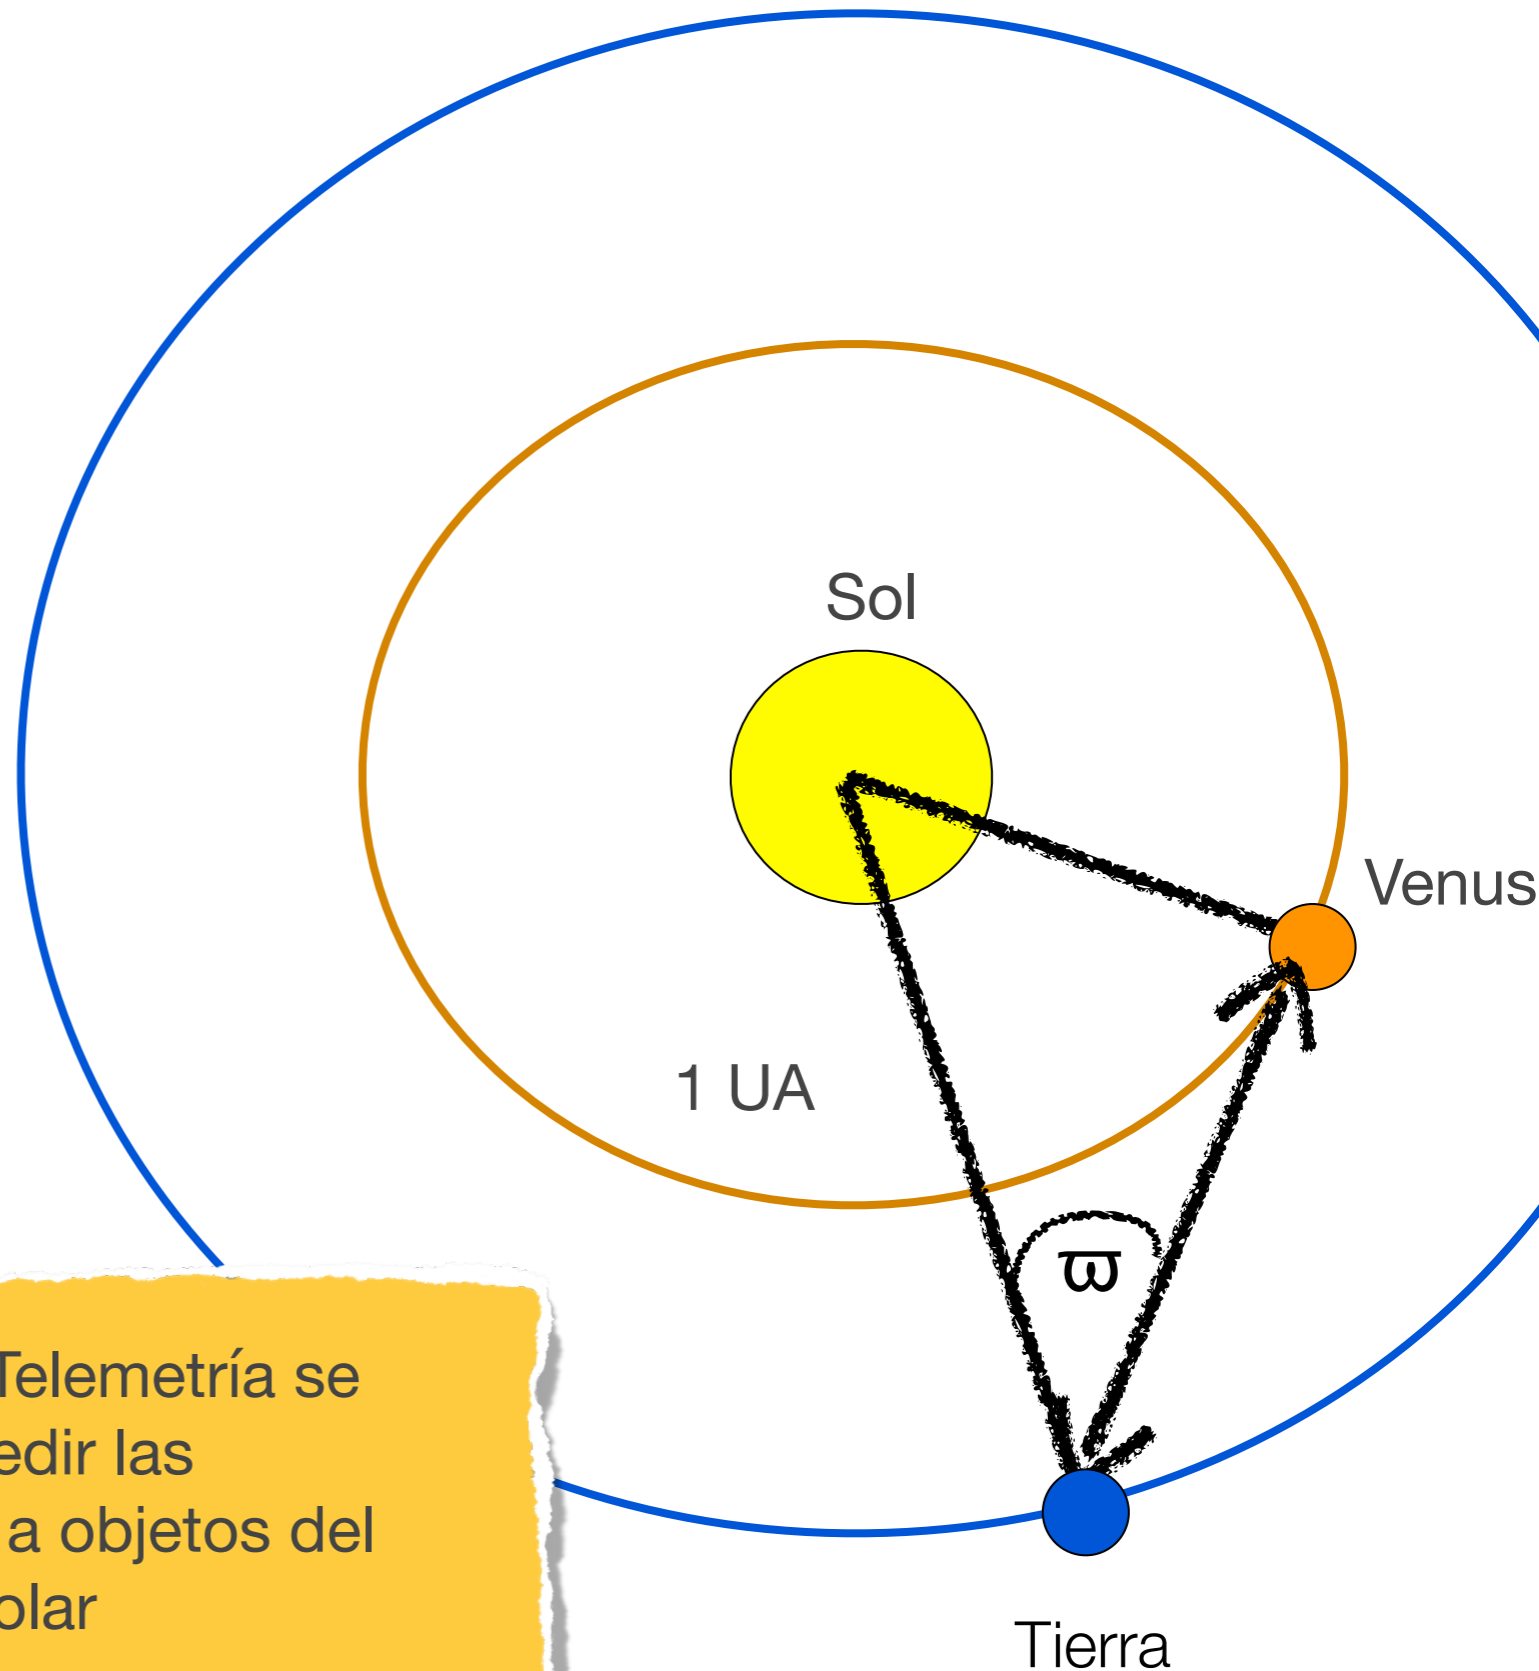 Sol
Venus
1 UA
ϖ
Telemetría se
edir las
a objetos del
olar
Tierra